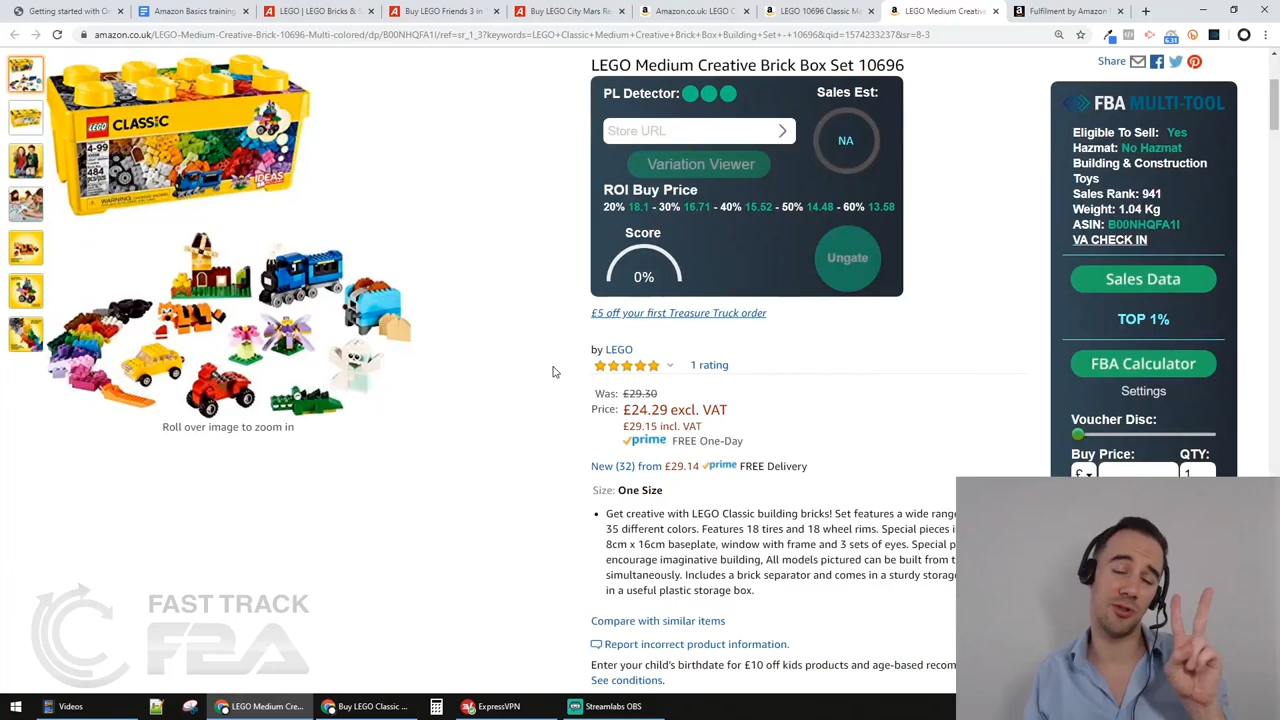 Getting started with On
Amazon Basics training
LEGO | LEGO Bricks & S
Buy LEGO Friends 3 in
Buy LEGO City Mars Re
Amazon.co.uk: LEGO C
LEGO 10696 Classic Me
LEGO Medium Creative
Fulfilment by Amazon
amazon.co.uk/LEGO-Medium-Creative-Brick-10696-Multi-colored/dp/B00NHQFA1I/ref=sr_1_3?keywords=LEGO+Classic+Medium+Creative+Brick+Box+Building+Set+-+10696&qid=1574233237&sr=8-3
6.31
LEGO CLASSIC
4-99
484
WARNING
IDEAS
Roll over image to zoom in
FAST TRACK
FBA
LEGO Medium Creative Brick Box Set 10696
PL Detector:
Sales Est:
Store URL
NA
Variation Viewer
ROI Buy Price
20% 18.1 - 30% 16.71 - 40% 15.52 - 50% 14.48 - 60% 13.58
Score
0%
Ungate
£5 off your first Treasure Truck order
by LEGO
1 rating
Was: £29.30
Price: £24.29 excl. VAT
£29.15 incl. VAT
prime FREE One-Day
New (32) from £29.14 prime FREE Delivery
Size: One Size
Get creative with LEGO Classic building bricks! Set features a wide rang
35 different colors. Features 18 tires and 18 wheel rims. Special pieces i
8cm x 16cm baseplate, window with frame and 3 sets of eyes. Special p
encourage imaginative building, All models pictured can be built from t
simultaneously. Includes a brick separator and comes in a sturdy storag
in a useful plastic storage box.
Compare with similar items
Report incorrect product information.
Enter your child's birthdate for £10 off kids products and age-based recom
See conditions.
Share
FBA MULTI-TOOL
Eligible To Sell: Yes
Hazmat: No Hazmat
Building & Construction
Toys
Sales Rank: 941
Weight: 1.04 Kg
ASIN: B00NHQFA1I
VA CHECK IN
Sales Data
TOP 1%
FBA Calculator
Settings
Voucher Disc:
Buy Price: QTY:
£ 1
Videos
LEGO Medium Cre...
Buy LEGO Classic ...
ExpressVPN
Streamlabs OBS